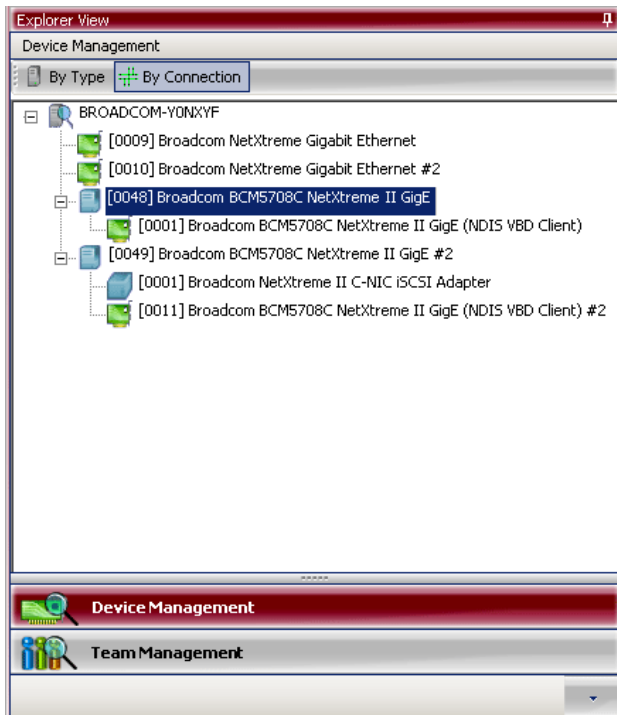 Explorer View
Device Management
By Type By Connection
BROADCOM-Y0NXYF
[0009] Broadcom NetXtreme Gigabit Ethernet
[0010] Broadcom NetXtreme Gigabit Ethernet #2
[0048] Broadcom BCM5708C NetXtreme II GigE
[0001] Broadcom BCM5708C NetXtreme II GigE (NDIS VBD Client)
[0049] Broadcom BCM5708C NetXtreme II GigE #2
[0001] Broadcom NetXtreme II C-NIC iSCSI Adapter
[0011] Broadcom BCM5708C NetXtreme II GigE (NDIS VBD Client) #2
Device Management
Team Management